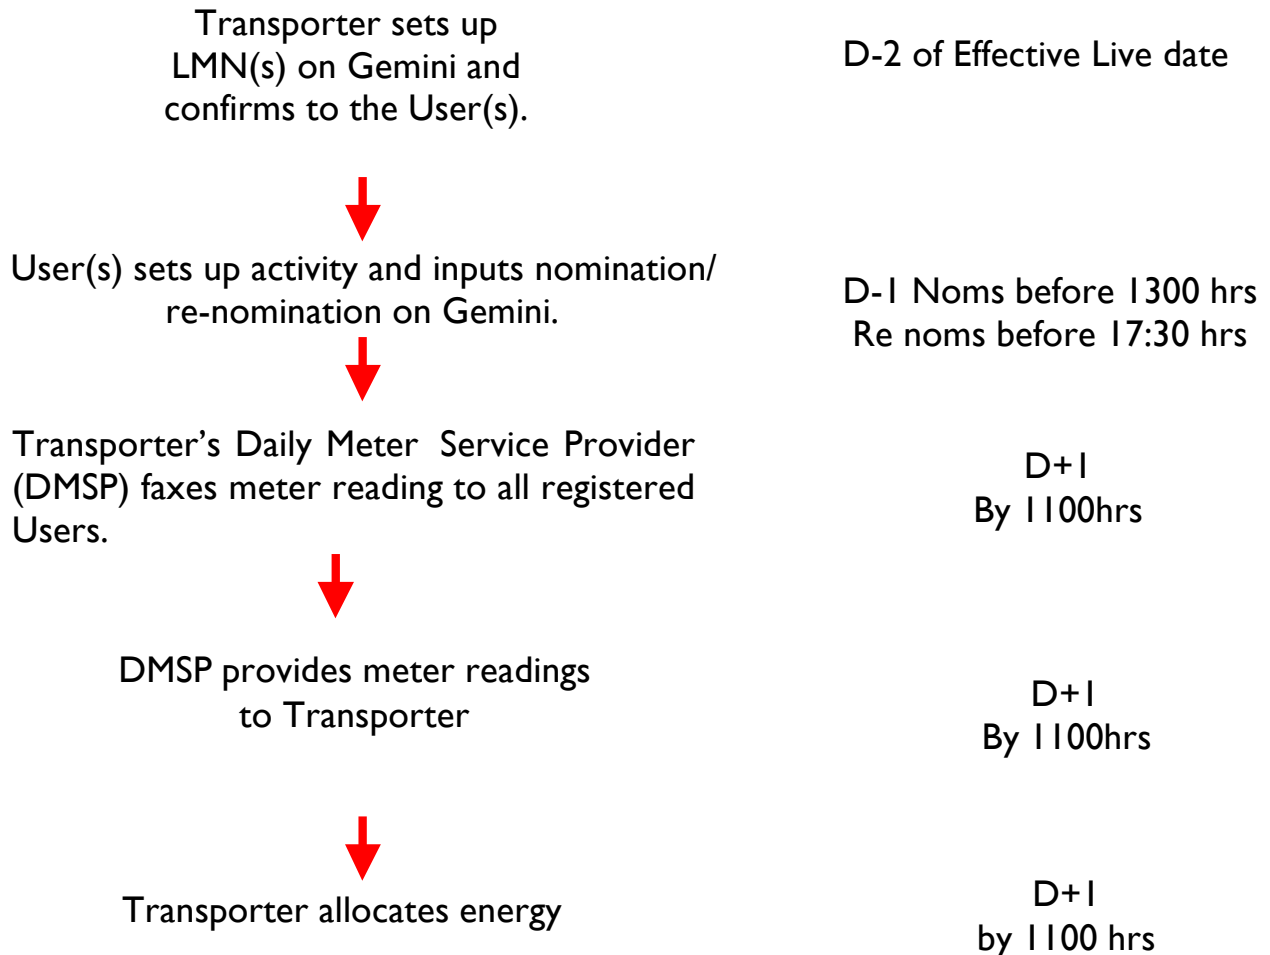 Transporter sets up
LMN(s) on Gemini and
confirms to the User(s).
D-2 of Effective Live date
User(s) sets up activity and inputs nomination/
re-nomination on Gemini.
D-1 Noms before 1300 hrs
Re noms before 17:30 hrs
Transporter’s Daily Meter Service Provider
(DMSP) faxes meter reading to all registered
Users.
D+1
By 1100hrs
DMSP provides meter readings
to Transporter
D+1
By 1100hrs
Transporter allocates energy
D+1
by 1100 hrs